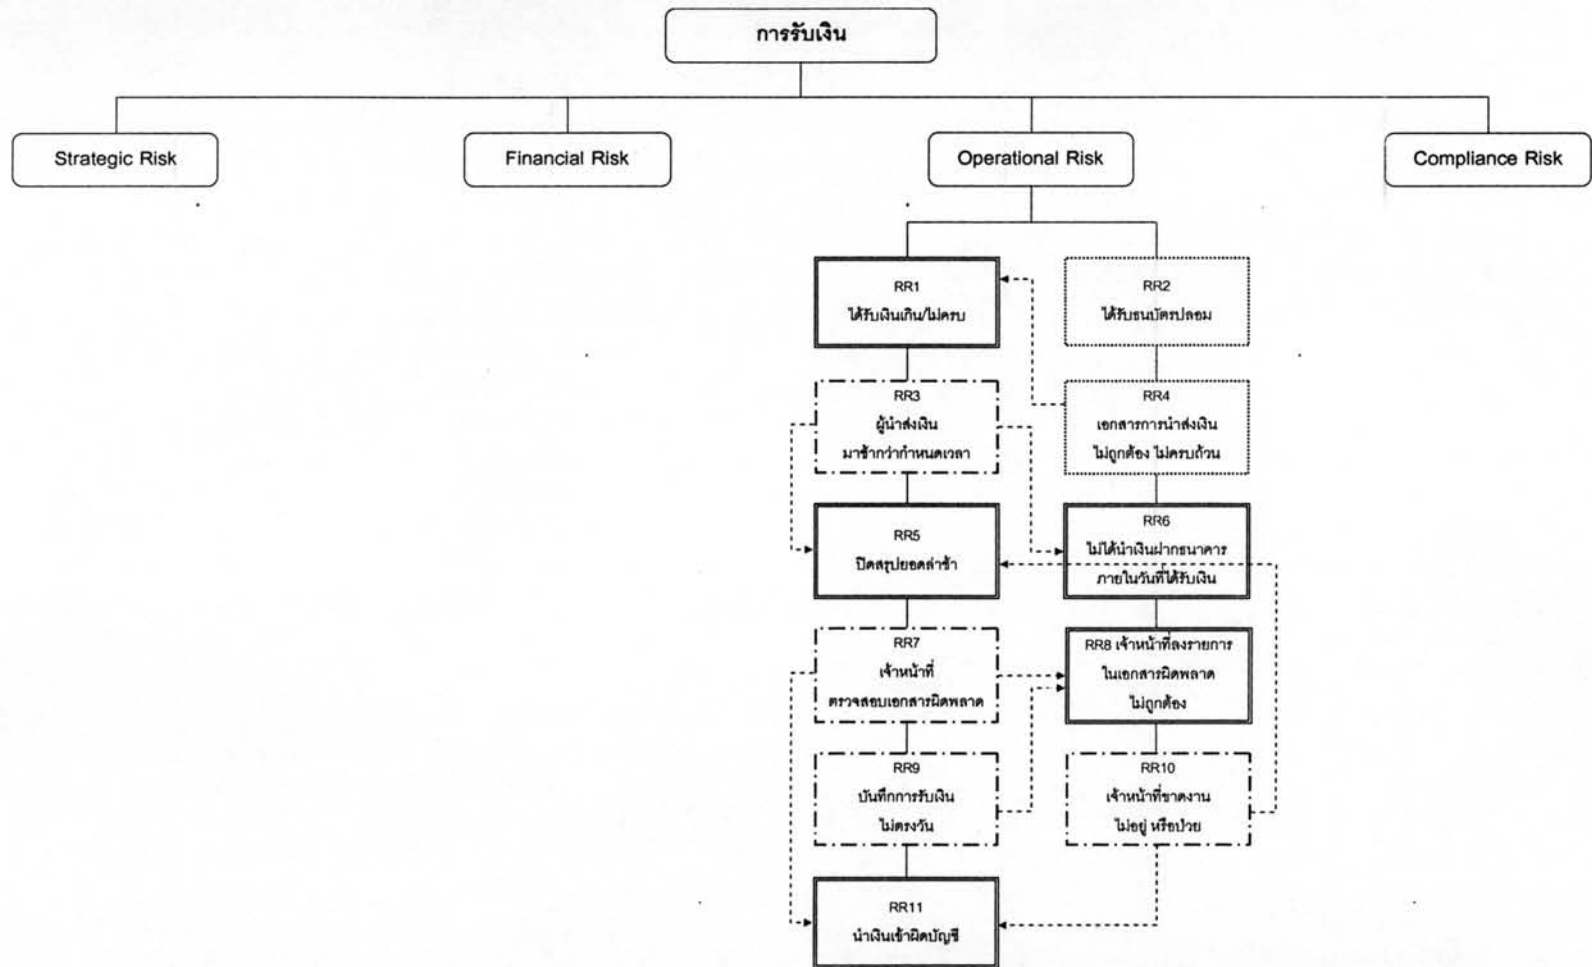 การรับเงิน
Strategic Risk
Financial Risk
Operational Risk
Compliance Risk
RR1
ได้รับเงินเกิน/ไม่ครบ
RR2
ได้รับธนบัตรปลอม
RR3
ผู้นำส่งเงิน
มาช้ากว่ากำหนดเวลา
RR4
เอกสารการนำส่งเงิน
ไม่ถูกต้อง ไม่ครบถ้วน
RR5
ปิดสรุปยอดล่าช้า
RR6
ไม่ได้นำเงินฝากธนาคาร
ภายในวันที่ได้รับเงิน
RR7
เจ้าหน้าที่
ตรวจสอบเอกสารผิดพลาด
RR8 เจ้าหน้าที่ลงรายการ
ในเอกสารผิดพลาด
ไม่ถูกต้อง
RR9
บันทึกการรับเงิน
ไม่ตรงวัน
RR10
เจ้าหน้าที่ขาดงาน
ไม่อยู่ หรือป่วย
RR11
นำเงินเข้าผิดบัญชี